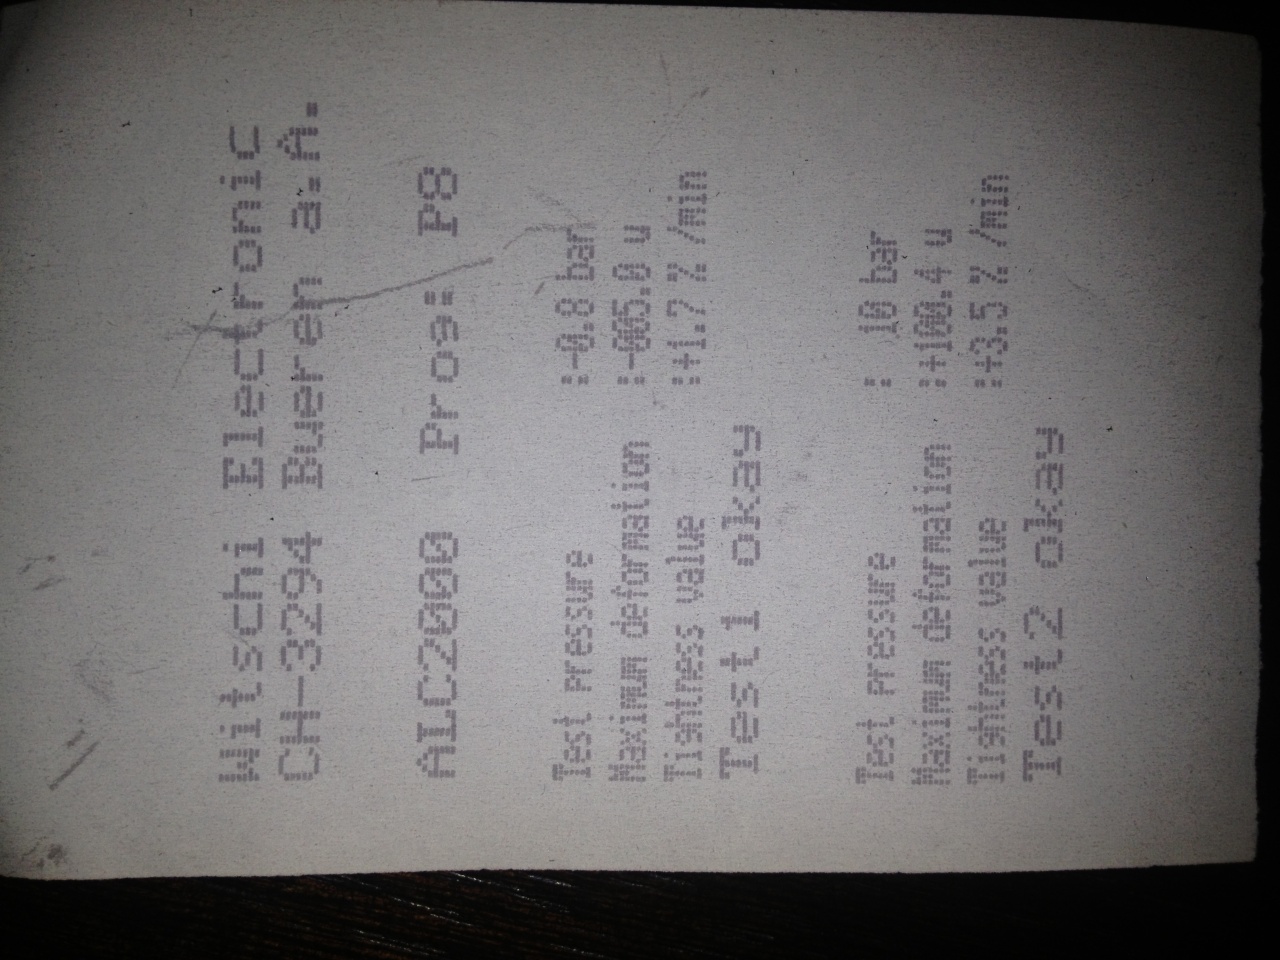 Witschi Electronic
CH-3294 Bueren a.A.
ALC2000 Prog: P8
Test pressure :-0.8 bar
Maximum deformation :-005.0 u
Tightness value :+1.7 % /min
Test1 okay
Test pressure : 10 bar
Maximum deformation :+100.4 u
Tightness value :+3.5 % /min
Test2 okay